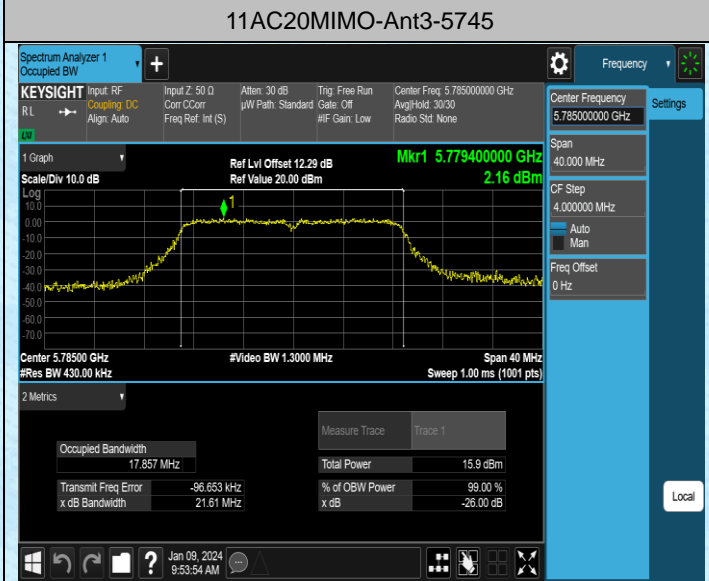 11AC20MIMO-Ant3-5745
Spectrum Analyzer 1
Occupied BW
Frequency
KEYSIGHT
RL
LXI
Input: RF
Coupling: DC
Align: Auto
Input Z: 50 Ω
Corr CCorr
Freq Ref: Int (S)
Atten: 30 dB
µW Path: Standard
Trig: Free Run
Gate: Off
#IF Gain: Low
Center Freq: 5.785000000 GHz
Avg|Hold: 30/30
Radio Std: None
Center Frequency
5.785000000 GHz
Settings
Span
40.000 MHz
CF Step
4.000000 MHz
Auto
Man
Freq Offset
0 Hz
Local
1 Graph
Scale/Div 10.0 dB
Ref Lvl Offset 12.29 dB
Ref Value 20.00 dBm
Mkr1 5.779400000 GHz
2.16 dBm
Log
10.0
0.00
-10.0
-20.0
-30.0
-40.0
-50.0
-60.0
-70.0
1
Center 5.78500 GHz
#Video BW 1.3000 MHz
Span 40 MHz
#Res BW 430.00 kHz
Sweep 1.00 ms (1001 pts)
2 Metrics
Measure Trace Trace 1
Occupied Bandwidth
17.857 MHz
Total Power 15.9 dBm
Transmit Freq Error -96.653 kHz
% of OBW Power 99.00 %
x dB Bandwidth 21.61 MHz
x dB -26.00 dB
?
Jan 09, 2024
9:53:54 AM